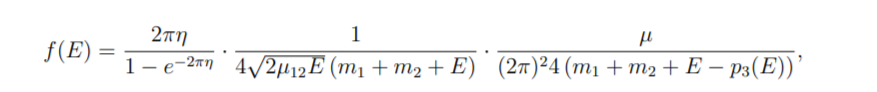 f(E) = \frac{2\pi\eta}{1 - e^{-2\pi\eta}} \cdot \frac{1}{4\sqrt{2\mu_{12}E}\,(m_1 + m_2 + E)} \cdot \frac{\mu}{(2\pi)^2 4\,(m_1 + m_2 + E - p_3(E))},